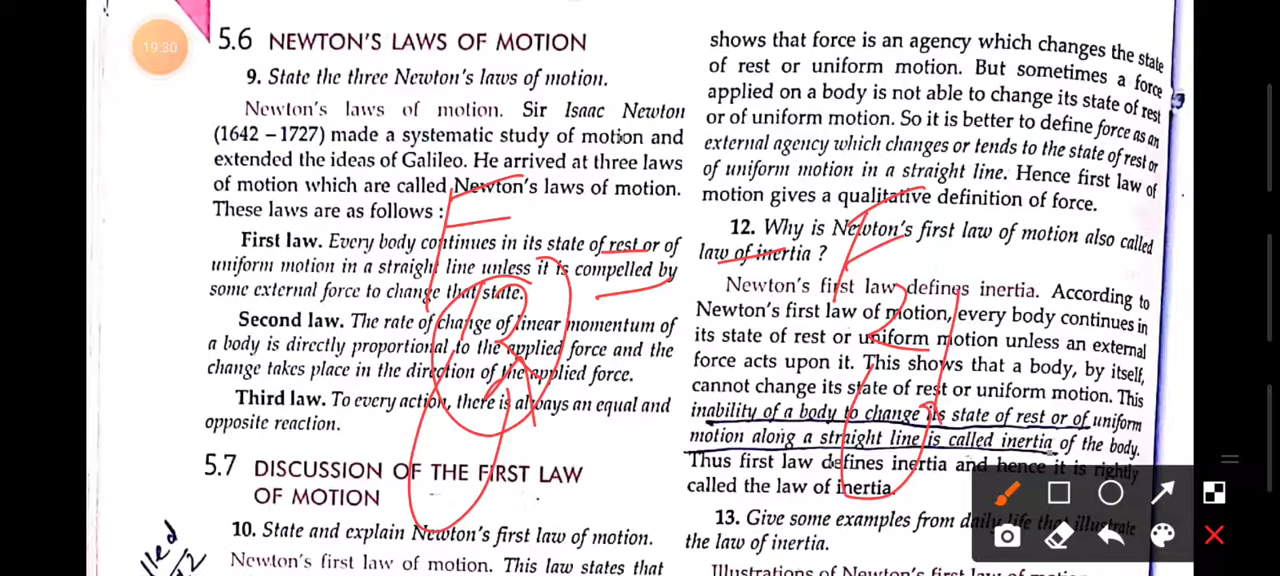 19:30
5.6 NEWTON'S LAWS OF MOTION
9. State the three Newton's laws of motion.
Newton's laws of motion. Sir Isaac Newton
(1642 – 1727) made a systematic study of motion and
extended the ideas of Galileo. He arrived at three laws
of motion which are called Newton's laws of motion.
These laws are as follows :
First law. Every body continues in its state of rest or of
uniform motion in a straight line unless it is compelled by
some external force to change that state.
Second law. The rate of change of linear momentum of
a body is directly proportional to the applied force and the
change takes place in the direction of the applied force.
Third law. To every action, there is always an equal and
opposite reaction.
5.7 DISCUSSION OF THE FIRST LAW
OF MOTION
10. State and explain Newton's first law of motion.
Newton's first law of motion. This law states that
shows that force is an agency which changes the state
of rest or uniform motion. But sometimes a force
applied on a body is not able to change its state of rest
or of uniform motion. So it is better to define force as an
external agency which changes or tends to the state of rest or
of uniform motion in a straight line. Hence first law of
motion gives a qualitative definition of force.
12. Why is Newton's first law of motion also called
law of inertia ?
Newton's first law defines inertia. According to
Newton's first law of motion, every body continues in
its state of rest or uniform motion unless an external
force acts upon it. This shows that a body, by itself,
cannot change its state of rest or uniform motion. This
inability of a body to change its state of rest or of uniform
motion along a straight line is called inertia of the body.
Thus first law defines inertia and hence it is rightly
called the law of inertia.
13. Give some examples from daily life that illustrate
the law of inertia.
Illustrations of Newton's first law of motion